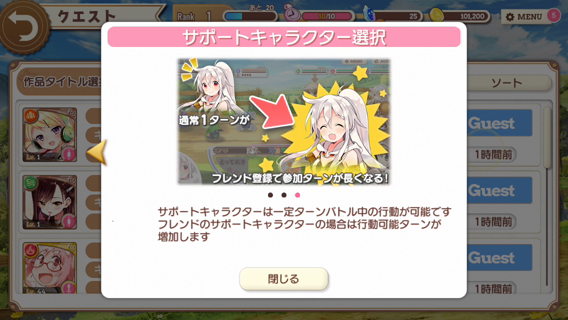 クエスト
Rank. 1
あと 20
/10
25
101,200
MENU
5
サポートキャラクター選択
作品タイトル選
ソート
通常1ターンが
フレンド登録で参加ターンが長くなる!
Lv. 1
Guest
1時間前
サポートキャラクターは一定ターンバトル中の行動が可能です
フレンドのサポートキャラクターの場合は行動可能ターンが
増加します
Lv. 1
Guest
1時間前
閉じる
Guest
1時間前